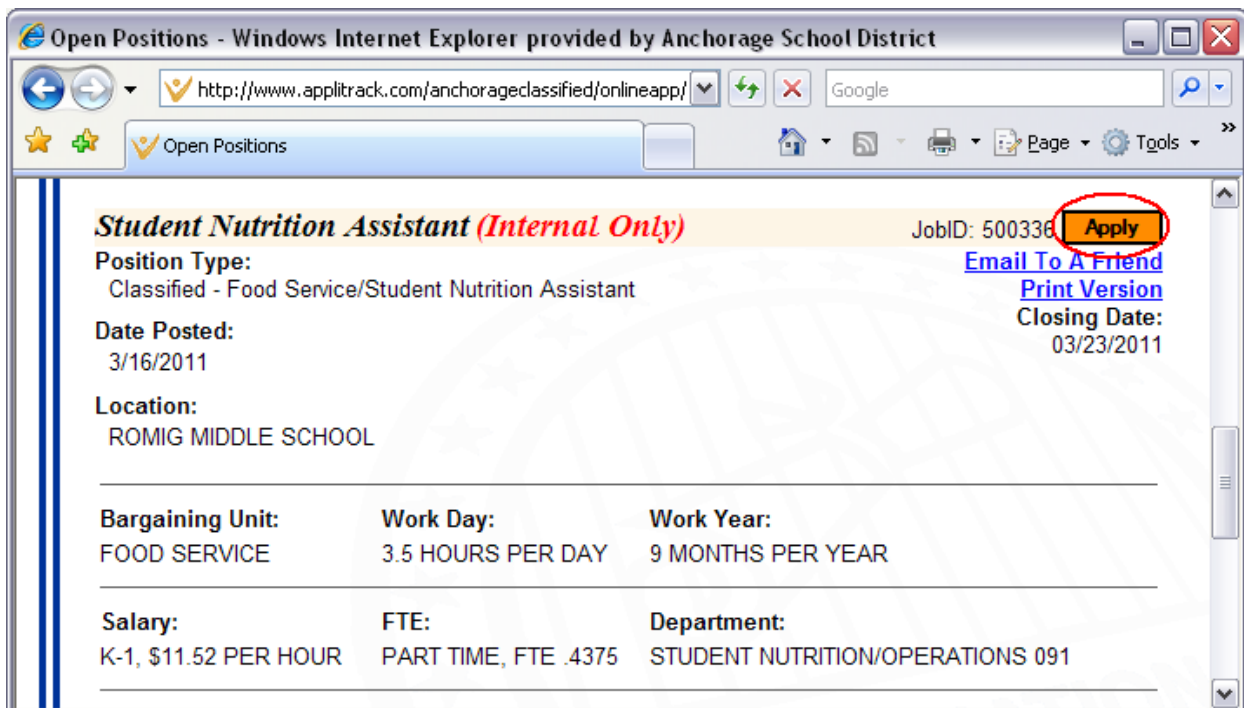 Open Positions - Windows Internet Explorer provided by Anchorage School District
http://www.applitrack.com/anchorageclassified/onlineapp/
Google
Open Positions
Page
Tools
Student Nutrition Assistant (Internal Only) JobID: 500336 Apply
Position Type: Email To A Friend
Classified - Food Service/Student Nutrition Assistant Print Version
Date Posted: Closing Date:
3/16/2011 03/23/2011
Location:
ROMIG MIDDLE SCHOOL
Bargaining Unit: Work Day: Work Year:
FOOD SERVICE 3.5 HOURS PER DAY 9 MONTHS PER YEAR
Salary: FTE: Department:
K-1, $11.52 PER HOUR PART TIME, FTE .4375 STUDENT NUTRITION/OPERATIONS 091